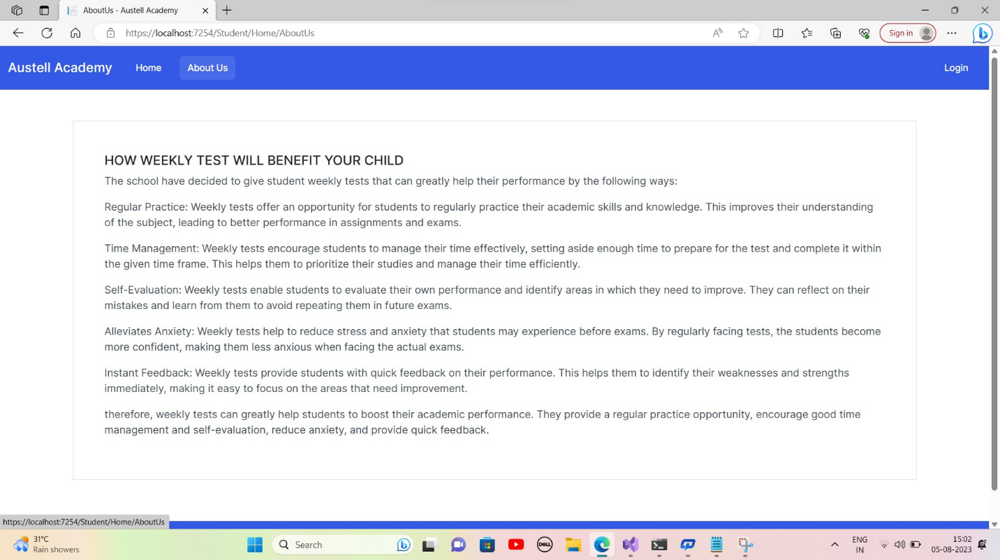 AboutUs - Austell Academy
https://localhost:7254/Student/Home/AboutUs
Sign in
Austell Academy
Home
About Us
Login
HOW WEEKLY TEST WILL BENEFIT YOUR CHILD
The school have decided to give student weekly tests that can greatly help their performance by the following ways:
Regular Practice: Weekly tests offer an opportunity for students to regularly practice their academic skills and knowledge. This improves their understanding
of the subject, leading to better performance in assignments and exams.
Time Management: Weekly tests encourage students to manage their time effectively, setting aside enough time to prepare for the test and complete it within
the given time frame. This helps them to prioritize their studies and manage their time efficiently.
Self-Evaluation: Weekly tests enable students to evaluate their own performance and identify areas in which they need to improve. They can reflect on their
mistakes and learn from them to avoid repeating them in future exams.
Alleviates Anxiety: Weekly tests help to reduce stress and anxiety that students may experience before exams. By regularly facing tests, the students become
more confident, making them less anxious when facing the actual exams.
Instant Feedback: Weekly tests provide students with quick feedback on their performance. This helps them to identify their weaknesses and strengths
immediately, making it easy to focus on the areas that need improvement.
therefore, weekly tests can greatly help students to boost their academic performance. They provide a regular practice opportunity, encourage good time
management and self-evaluation, reduce anxiety, and provide quick feedback.
https://localhost:7254/Student/Home/AboutUs
31°C
Rain showers
Search
DELL
ENG
IN
15:02
05-08-2023